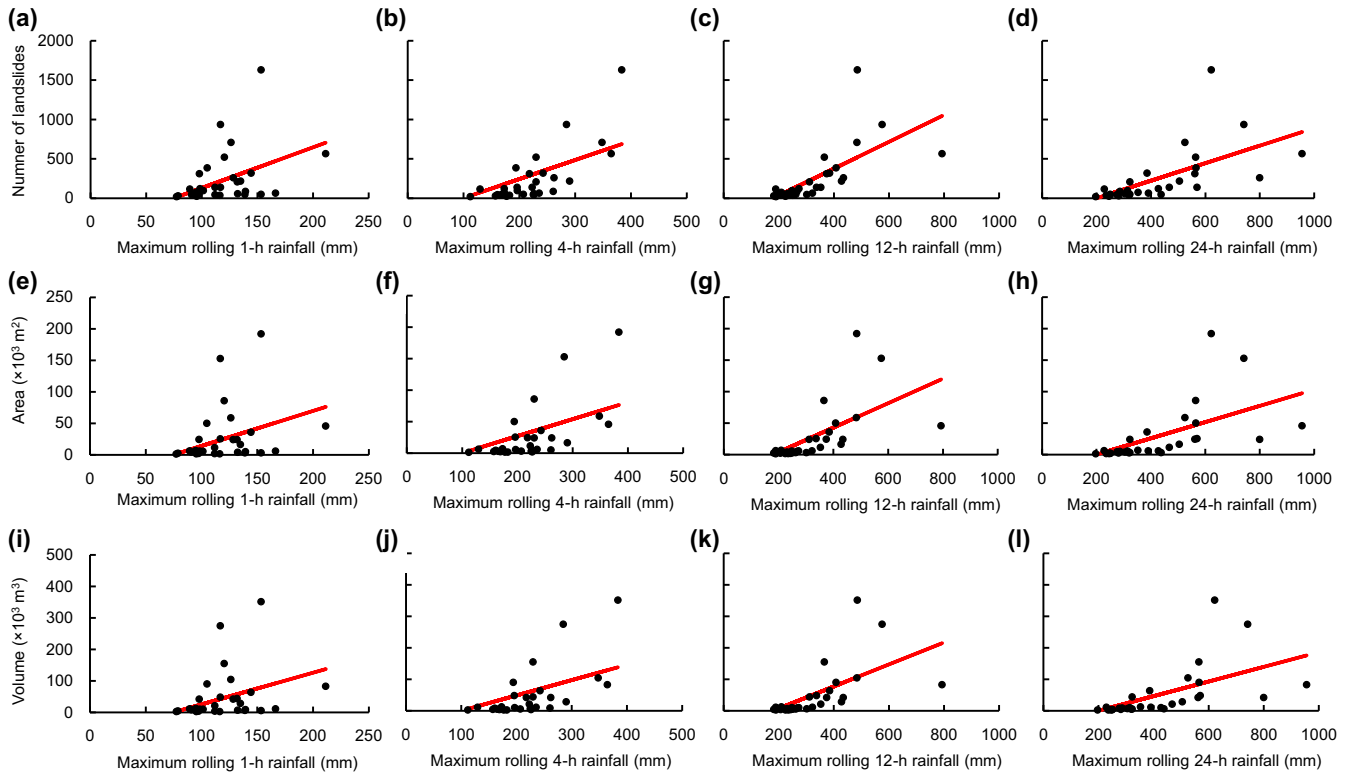 (a) (b) (c) (d)
Numner of landslides
2000
1500
1000
500
0
0 50 100 150 200 250
0 100 200 300 400 500
0 200 400 600 800 1000
0 200 400 600 800 1000
Maximum rolling 1-h rainfall (mm)
Maximum rolling 4-h rainfall (mm)
Maximum rolling 12-h rainfall (mm)
Maximum rolling 24-h rainfall (mm)
(e) (f) (g) (h)
Area (×10³ m²)
250
200
150
100
50
0
0 50 100 150 200 250
0 100 200 300 400 500
0 200 400 600 800 1000
0 200 400 600 800 1000
Maximum rolling 1-h rainfall (mm)
Maximum rolling 4-h rainfall (mm)
Maximum rolling 12-h rainfall (mm)
Maximum rolling 24-h rainfall (mm)
(i) (j) (k) (l)
Volume (×10³ m³)
500
400
300
200
100
0
0 50 100 150 200 250
0 100 200 300 400 500
0 200 400 600 800 1000
0 200 400 600 800 1000
Maximum rolling 1-h rainfall (mm)
Maximum rolling 4-h rainfall (mm)
Maximum rolling 12-h rainfall (mm)
Maximum rolling 24-h rainfall (mm)